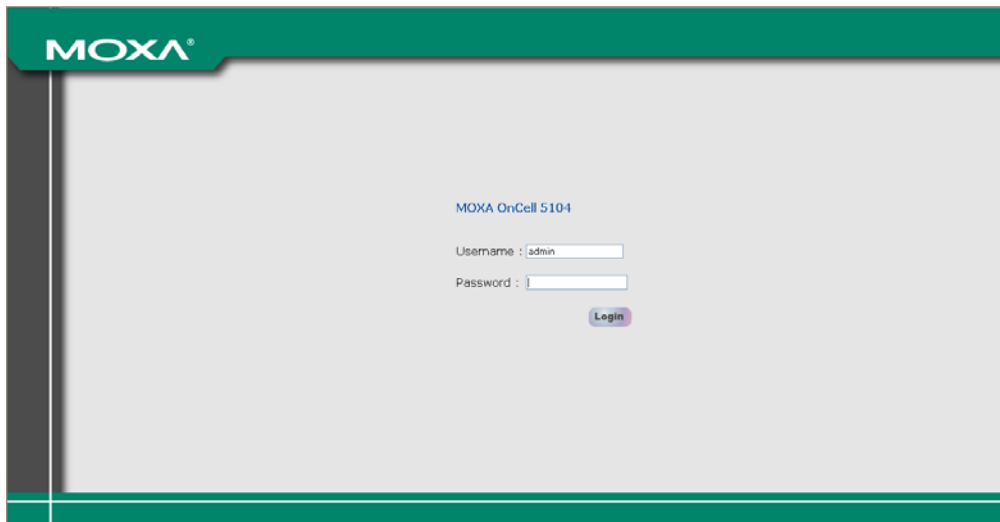 MOXA®
MOXA OnCell 5104
Username : admin
Password :
Login